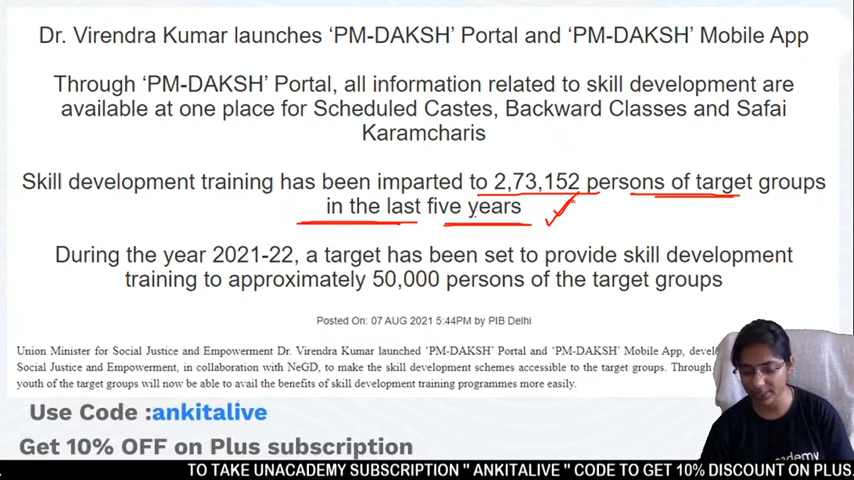 Dr. Virendra Kumar launches ‘PM-DAKSH’ Portal and ‘PM-DAKSH’ Mobile App
Through ‘PM-DAKSH’ Portal, all information related to skill development are
available at one place for Scheduled Castes, Backward Classes and Safai
Karamcharis
Skill development training has been imparted to 2,73,152 persons of target groups
in the last five years
During the year 2021-22, a target has been set to provide skill development
training to approximately 50,000 persons of the target groups
Posted On: 07 AUG 2021 5:44PM by PIB Delhi
Union Minister for Social Justice and Empowerment Dr. Virendra Kumar launched ‘PM-DAKSH’ Portal and ‘PM-DAKSH’ Mobile App,
Social Justice and Empowerment, in collaboration with NeGD, to make the skill development schemes accessible to the target groups. Through
youth of the target groups will now be able to avail the benefits of skill development training programmes more easily.
Use Code :ankitalive
Get 10% OFF on Plus subscription
TO TAKE UNACADEMY SUBSCRIPTION " ANKITALIVE " CODE TO GET 10% DISCOUNT ON PLUS.